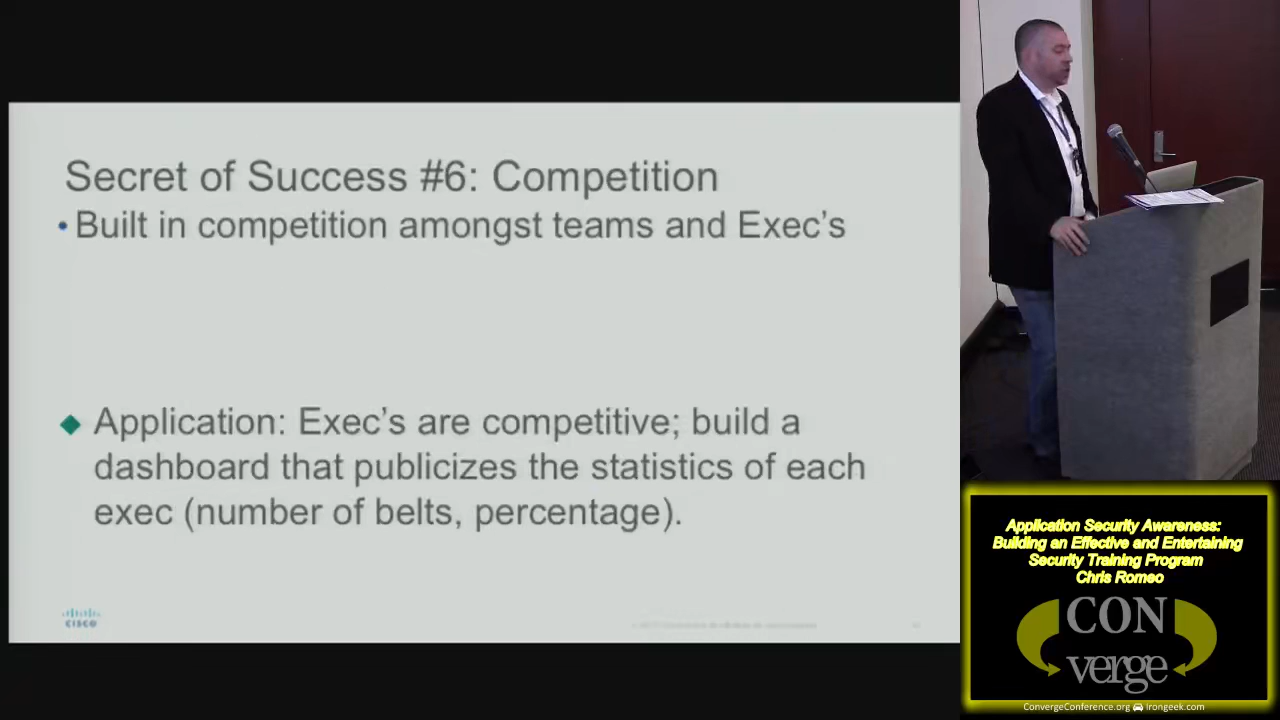 Secret of Success #6: Competition
• Built in competition amongst teams and Exec's
Application: Exec's are competitive; build a
dashboard that publicizes the statistics of each
exec (number of belts, percentage).
CISCO
Application Security Awareness:
Building an Effective and Entertaining
Security Training Program
Chris Romeo
CON
verge
ConvergeConference.org Irongeek.com